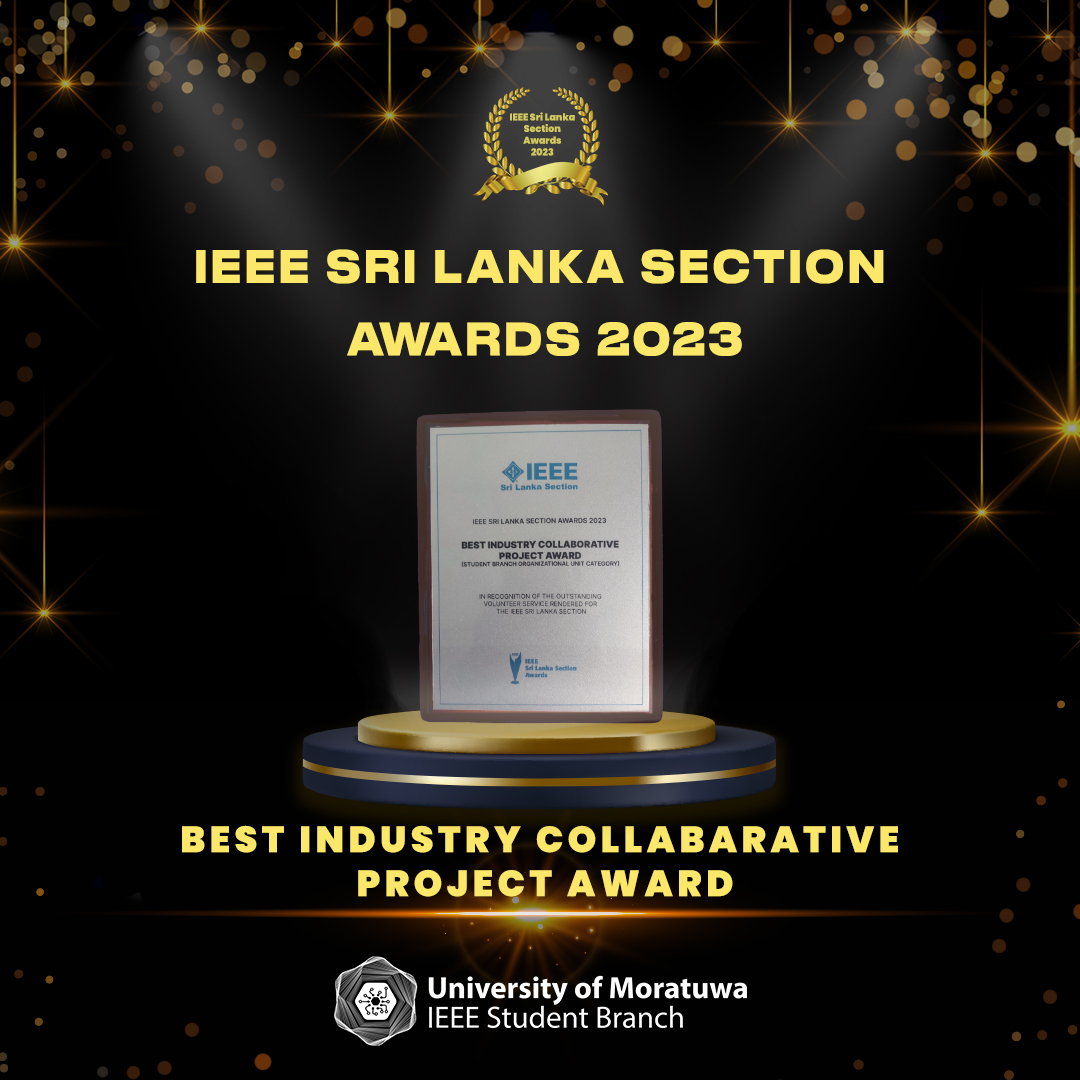 IEEE Sri Lanka
Section
Awards
2023
IEEE SRI LANKA SECTION
AWARDS 2023
IEEE
Sri Lanka Section
IEEE SRI LANKA SECTION AWARDS 2023
BEST INDUSTRY COLLABORATIVE
PROJECT AWARD
(STUDENT BRANCH ORGANIZATIONAL UNIT CATEGORY)
IN RECOGNITION OF THE OUTSTANDING
VOLUNTEER SERVICE RENDERED FOR
THE IEEE SRI LANKA SECTION
IEEE
Sri Lanka Section
Awards
BEST INDUSTRY COLLABARATIVE
PROJECT AWARD
University of Moratuwa
IEEE Student Branch